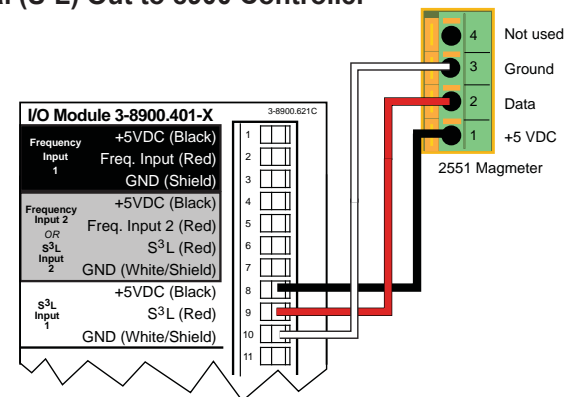 (S³L) Out to 8900 Controller
I/O Module 3-8900.401-X
3-8900.621C
Frequency Input 1
+5VDC (Black)
Freq. Input (Red)
GND (Shield)
Frequency Input 2
OR
S³L Input 2
+5VDC (Black)
Freq. Input 2 (Red)
S³L (Red)
GND (White/Shield)
S³L Input 1
+5VDC (Black)
S³L (Red)
GND (White/Shield)
1
2
3
4
5
6
7
8
9
10
11
4 Not used
3 Ground
2 Data
1 +5 VDC
2551 Magmeter